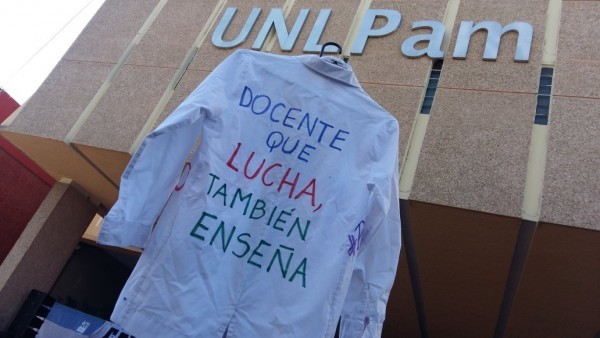 UNLPam
DOCENTE
QUE
LUCHA,
TAMBIÉN
ENSEÑA